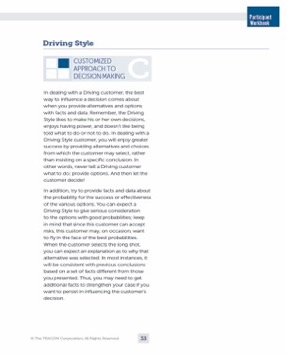 Participant
Workbook
Driving Style
CUSTOMIZED
APPROACH TO
DECISION MAKING
C
In dealing with a Driving customer, the best
way to influence a decision comes about
when you provide alternatives and options
with facts and data. Remember, the Driving
Style likes to make his or her own decisions,
enjoys having power, and doesn't like being
told what to do or not to do. In dealing with a
Driving Style customer, you will enjoy greater
success by providing alternatives and choices
from which the customer may select, rather
than insisting on a specific conclusion. In
other words, never tell a Driving customer
what to do; provide options. And then let the
customer decide!
In addition, try to provide facts and data about
the probability for the success or effectiveness
of the various options. You can expect a
Driving Style to give serious consideration
to the options with good probabilities; keep
in mind that since this customer can accept
risks, this customer may, on occasion, want
to fly in the face of the best probabilities.
When the customer selects the long shot,
you can expect an explanation as to why that
alternative was selected. In most instances, it
will be consistent with previous conclusions
based on a set of facts different from those
you presented. Thus, you may need to get
additional facts to strengthen your case if you
want to persist in influencing the customer's
decision.
© The TRACOM Corporation. All Rights Reserved.
33